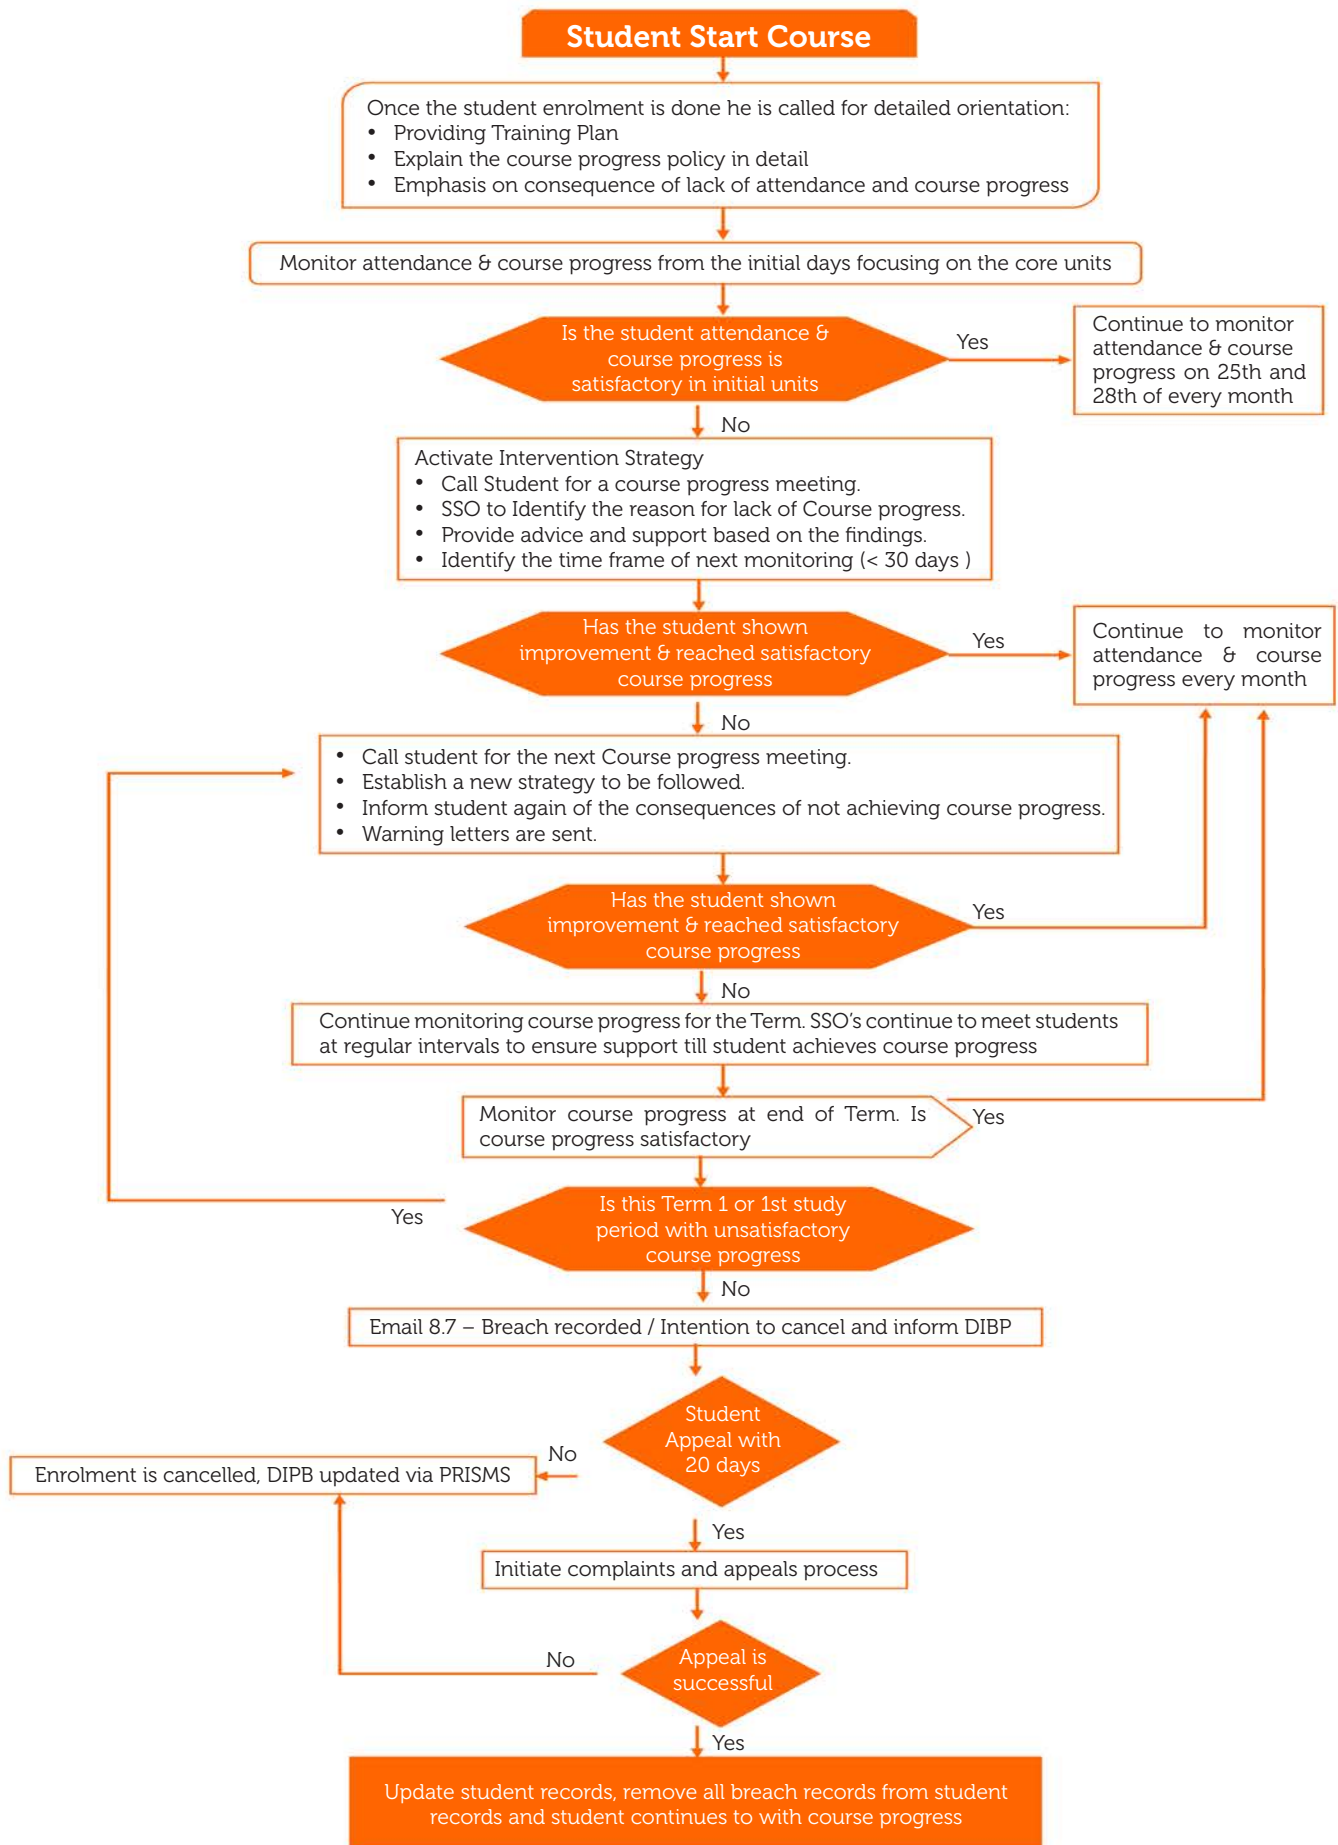 Student Start Course
Once the student enrolment is done he is called for detailed orientation:
• Providing Training Plan
• Explain the course progress policy in detail
• Emphasis on consequence of lack of attendance and course progress
Monitor attendance & course progress from the initial days focusing on the core units
Is the student attendance &
course progress is
satisfactory in initial units
Yes
Continue to monitor
attendance & course
progress on 25th and
28th of every month
No
Activate Intervention Strategy
• Call Student for a course progress meeting.
• SSO to Identify the reason for lack of Course progress.
• Provide advice and support based on the findings.
• Identify the time frame of next monitoring (< 30 days )
Has the student shown
improvement & reached satisfactory
course progress
Yes
Continue to monitor
attendance & course
progress every month
No
• Call student for the next Course progress meeting.
• Establish a new strategy to be followed.
• Inform student again of the consequences of not achieving course progress.
• Warning letters are sent.
Has the student shown
improvement & reached satisfactory
course progress
Yes
No
Continue monitoring course progress for the Term. SSO's continue to meet students
at regular intervals to ensure support till student achieves course progress
Monitor course progress at end of Term. Is
course progress satisfactory
Yes
Is this Term 1 or 1st study
period with unsatisfactory
course progress
Yes
No
Email 8.7 – Breach recorded / Intention to cancel and inform DIBP
Student
Appeal with
20 days
No
Enrolment is cancelled, DIPB updated via PRISMS
Yes
Initiate complaints and appeals process
Appeal is
successful
No
Yes
Update student records, remove all breach records from student
records and student continues to with course progress